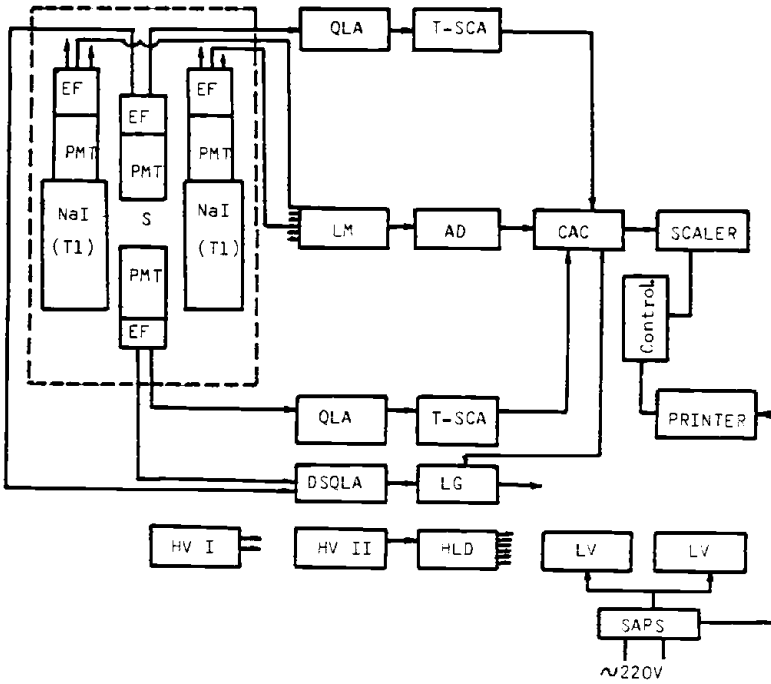 QLA
T-SCA
EF
EF
EF
PMT
PMT
PMT
NaI
(Tl)
S
NaI
(Tl)
PMT
EF
LM
AD
CAC
SCALER
Control
PRINTER
QLA
T-SCA
DSQLA
LG
HV I
HV II
HLD
LV
LV
SAPS
~220V